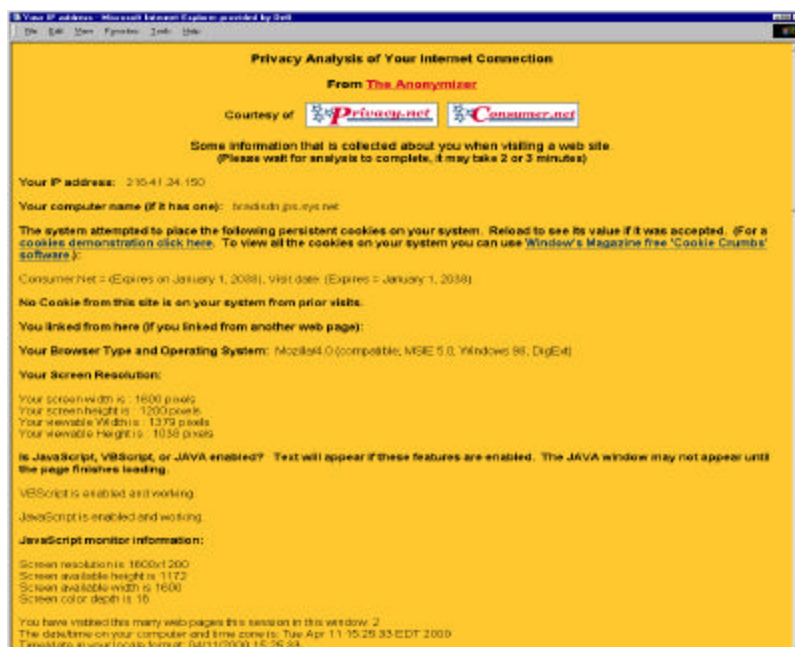 Your IP address - Microsoft Internet Explorer provided by Dell
File Edit View Favorites Tools Help
Privacy Analysis of Your Internet Connection
From The Anonymizer
Courtesy of Privacy.net Consumer.net
Some information that is collected about you when visiting a web site.
(Please wait for analysis to complete, it may take 2 or 3 minutes)
Your IP address: 216.41.24.150
Your computer name (if it has one):
The system attempted to place the following persistent cookies on your system. Reload to see its value if it was accepted. (For a
cookies demonstration click here. To view all the cookies on your system you can use Window's Magazine free 'Cookie Crumbs'
software.):
Consumer.Net = (Expires on January 1, 2038), Visit date: (Expires = January 1, 2038)
No Cookie from this site is on your system from prior visits.
You linked from here (if you linked from another web page):
Your Browser Type and Operating System: Mozilla/4.0 (compatible; MSIE 5.0; Windows 98; DigExt)
Your Screen Resolution:
Your screen width is : 1600 pixels
Your screen height is : 1200 pixels
Your viewable Width is : 1379 pixels
Your viewable Height is : 1036 pixels
Is JavaScript, VBScript, or JAVA enabled? Text will appear if these features are enabled. The JAVA window may not appear until
the page finishes loading.
VBScript is enabled and working.
JavaScript is enabled and working.
JavaScript monitor information:
Screen resolution is 1600x1200
Screen available height is 1172
Screen available width is 1600
Screen color depth is 16
You have visited this many web pages this session in this window: 2
The date/time on your computer and time zone is: Tue Apr 11 15:25:33 EDT 2000
Time/date in your locale format: 04/11/2000 15:25:33